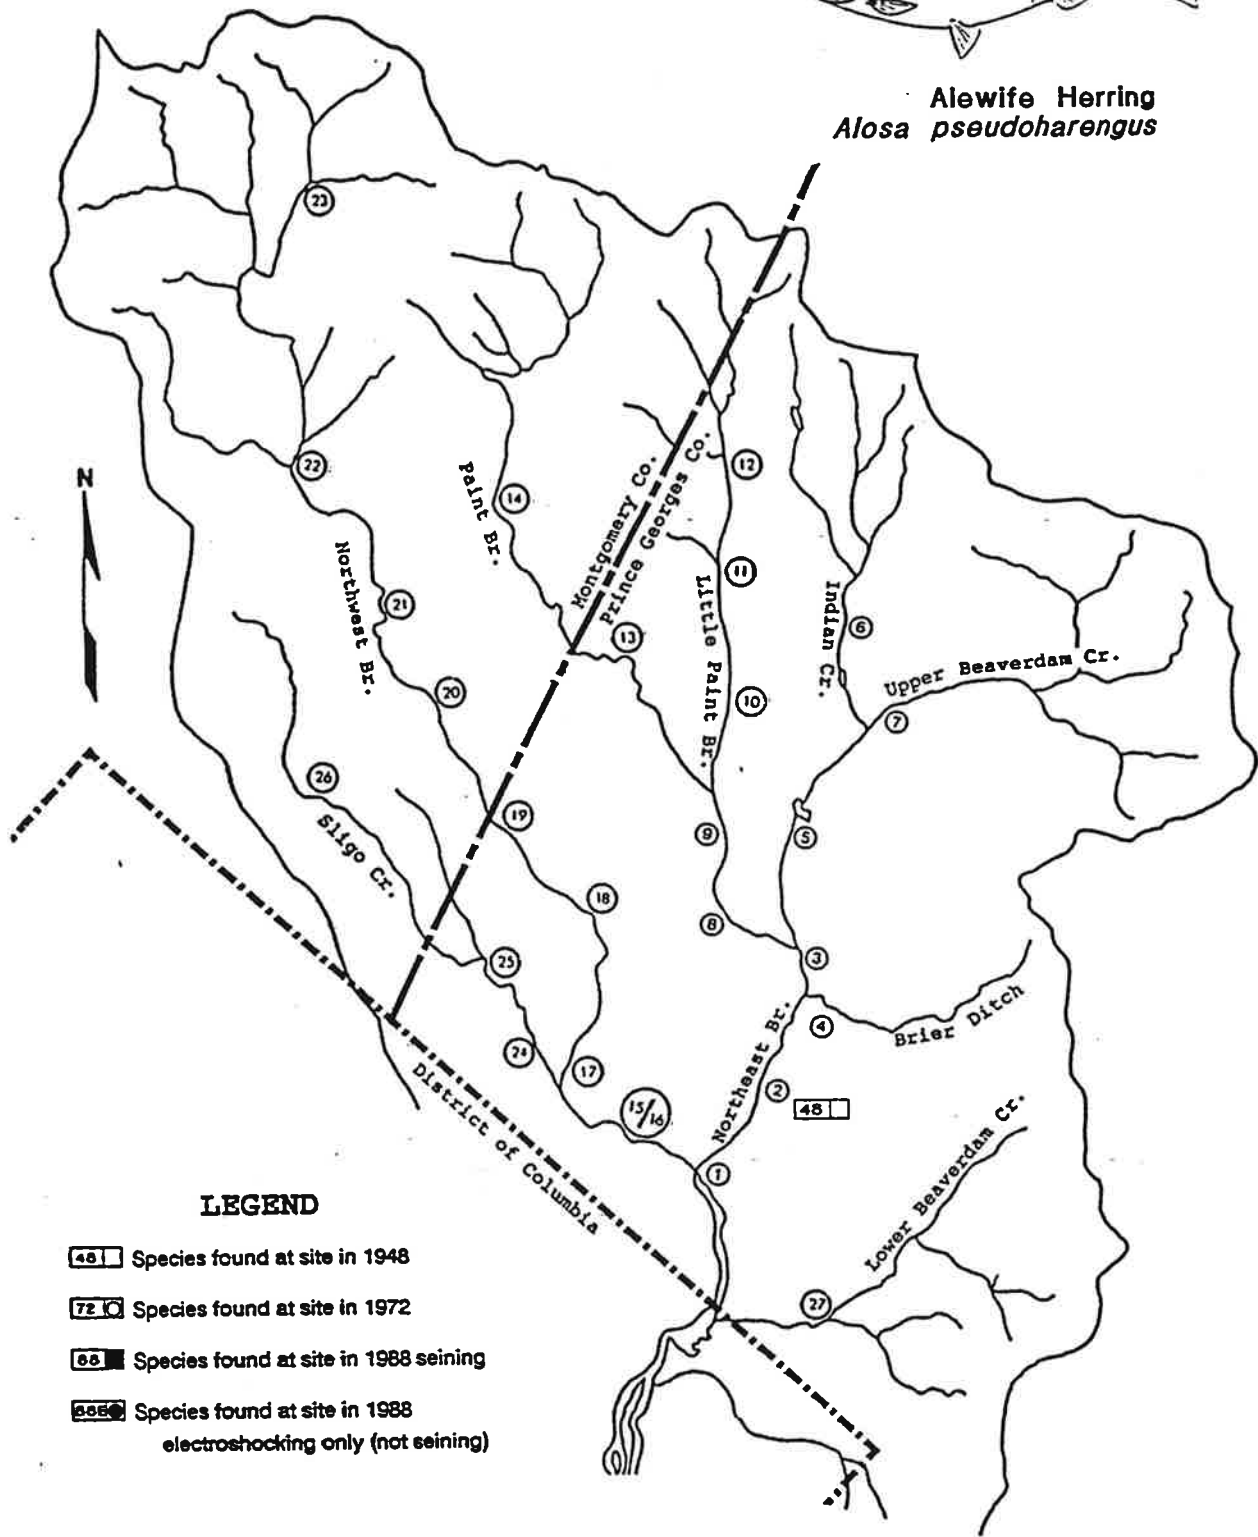 Alewife Herring
Alosa pseudoharengus
23
N
22
Paint Br.
14
Montgomery Co.
Prince Georges Co.
12
11
Northwest Br.
21
13
Little Paint Br.
Indian Cr.
6
Upper Beaverdam Cr.
20
10
7
26
Sligo Cr.
19
9
5
18
8
25
3
Northeast Br.
4
Brier Ditch
24
17
District of Columbia
15/16
2
48
1
Lower Beaverdam Cr.
27
LEGEND
48 Species found at site in 1948
72 Species found at site in 1972
88 Species found at site in 1988 seining
88E Species found at site in 1988
electroshocking only (not seining)